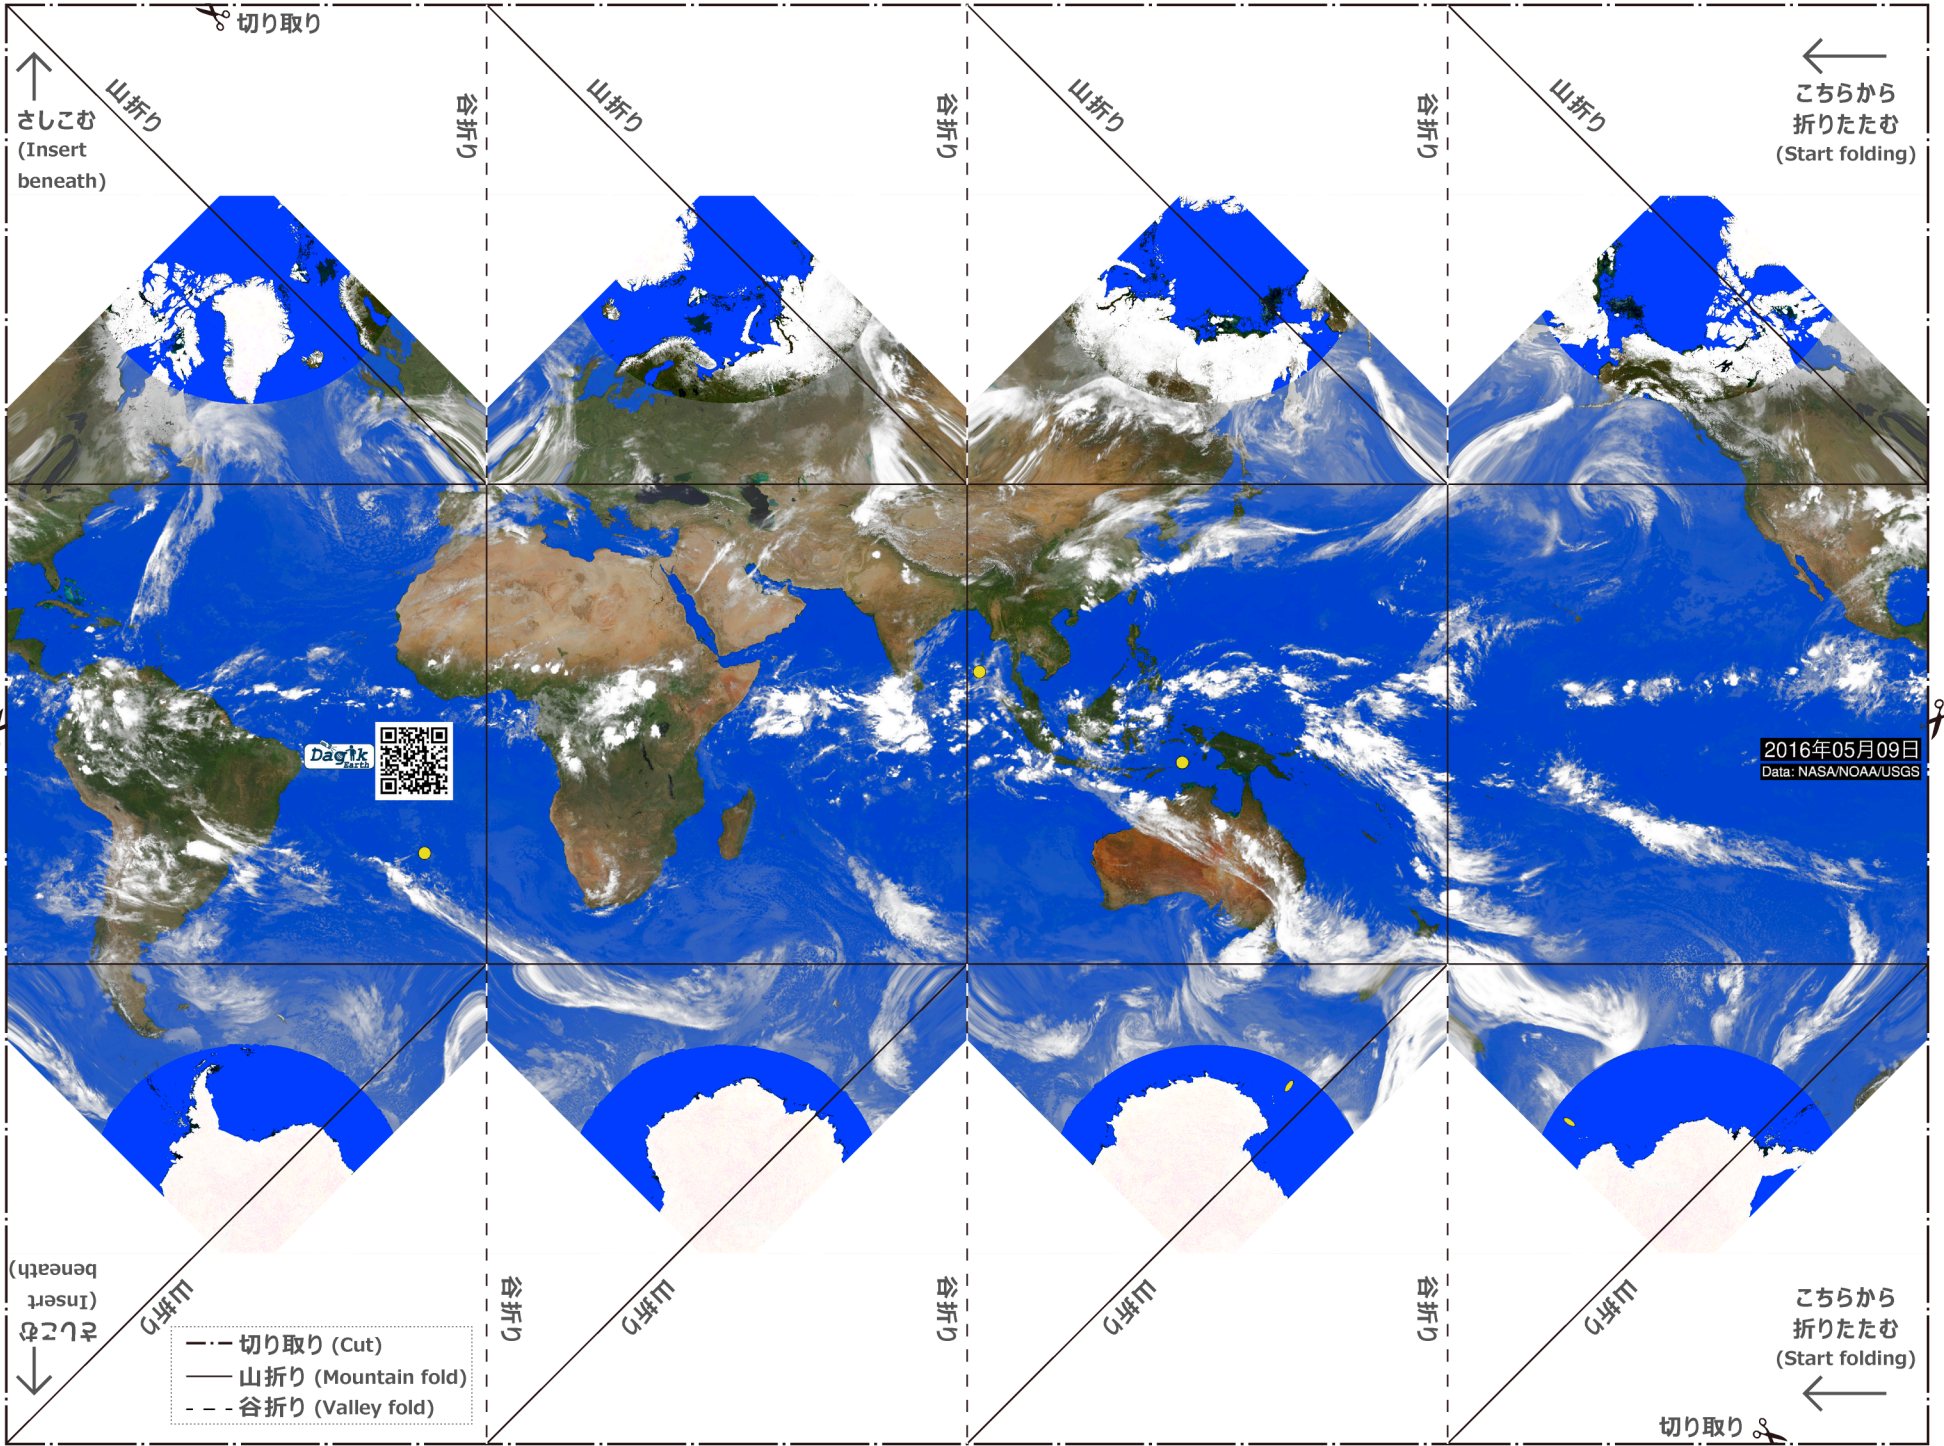 切り取り
山折り
谷折り
山折り
谷折り
山折り
谷折り
山折り
さしこむ
(Insert
beneath)
こちらから
折りたたむ
(Start folding)
Dagik
Earth
2016年05月09日
Data: NASA/NOAA/USGS
さしこむ
(Insert
beneath)
山折り
谷折り
山折り
谷折り
山折り
谷折り
山折り
こちらから
折りたたむ
(Start folding)
切り取り (Cut)
山折り (Mountain fold)
谷折り (Valley fold)
切り取り